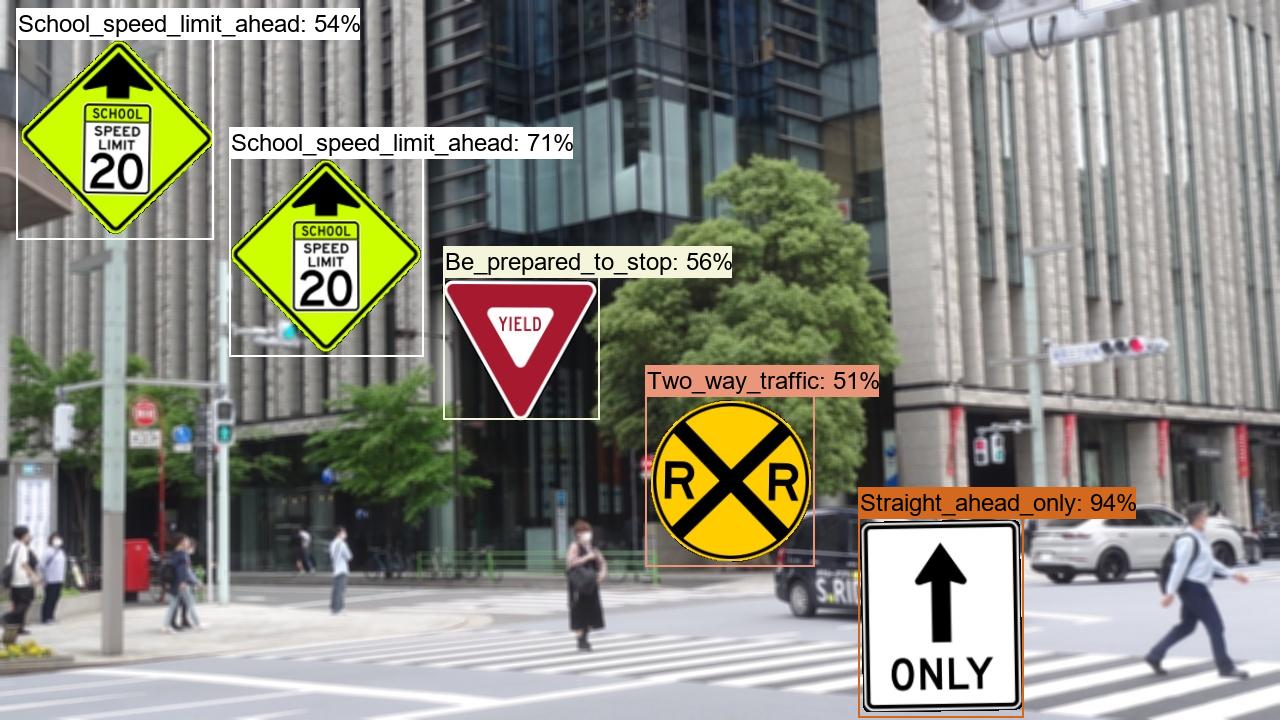 School_speed_limit_ahead: 54%
SCHOOL
SPEED
LIMIT
20
School_speed_limit_ahead: 71%
SCHOOL
SPEED
LIMIT
20
Be_prepared_to_stop: 56%
YIELD
Two_way_traffic: 51%
R R
Straight_ahead_only: 94%
ONLY
S.RI